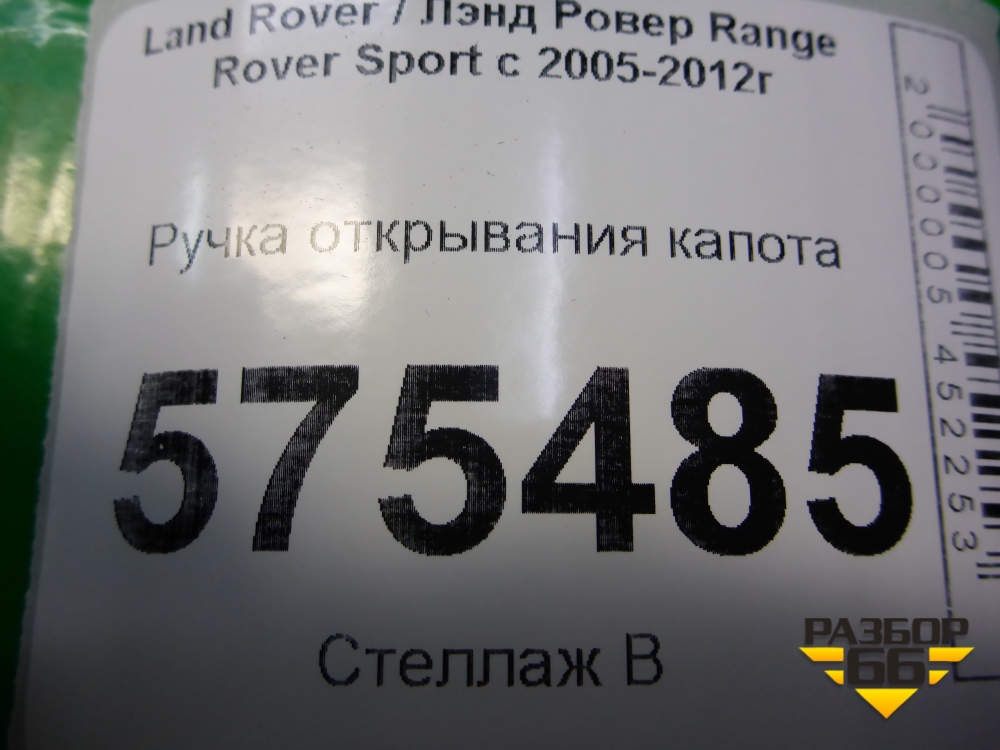 Land Rover / Лэнд Ровер Range
Rover Sport с 2005-2012г
Ручка открывания капота
575485
Стеллаж В
2000005452253
РАЗБОР
66